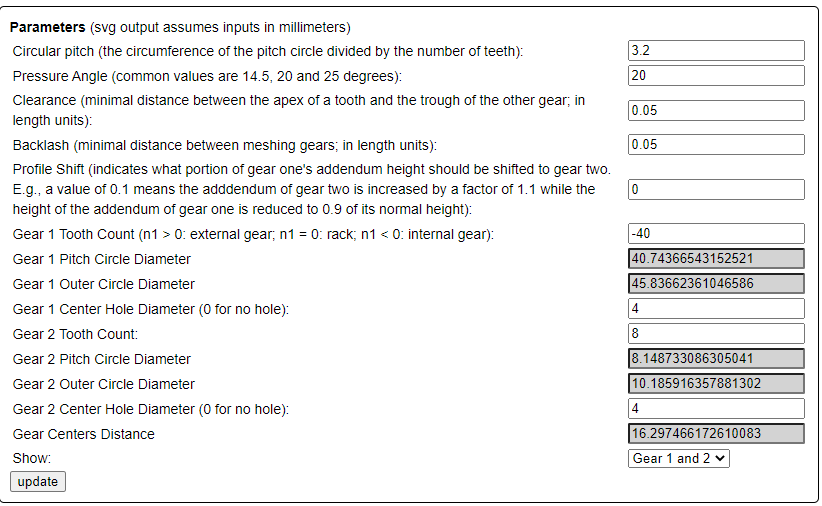 Parameters (svg output assumes inputs in millimeters)
Circular pitch (the circumference of the pitch circle divided by the number of teeth): 3.2
Pressure Angle (common values are 14.5, 20 and 25 degrees): 20
Clearance (minimal distance between the apex of a tooth and the trough of the other gear; in
length units): 0.05
Backlash (minimal distance between meshing gears; in length units): 0.05
Profile Shift (indicates what portion of gear one's addendum height should be shifted to gear two.
E.g., a value of 0.1 means the adddendum of gear two is increased by a factor of 1.1 while the 0
height of the addendum of gear one is reduced to 0.9 of its normal height):
Gear 1 Tooth Count (n1 > 0: external gear; n1 = 0: rack; n1 < 0: internal gear): -40
Gear 1 Pitch Circle Diameter 40.74366543152521
Gear 1 Outer Circle Diameter 45.83662361046586
Gear 1 Center Hole Diameter (0 for no hole): 4
Gear 2 Tooth Count: 8
Gear 2 Pitch Circle Diameter 8.148733086305041
Gear 2 Outer Circle Diameter 10.185916357881302
Gear 2 Center Hole Diameter (0 for no hole): 4
Gear Centers Distance 16.297466172610083
Show: Gear 1 and 2
update